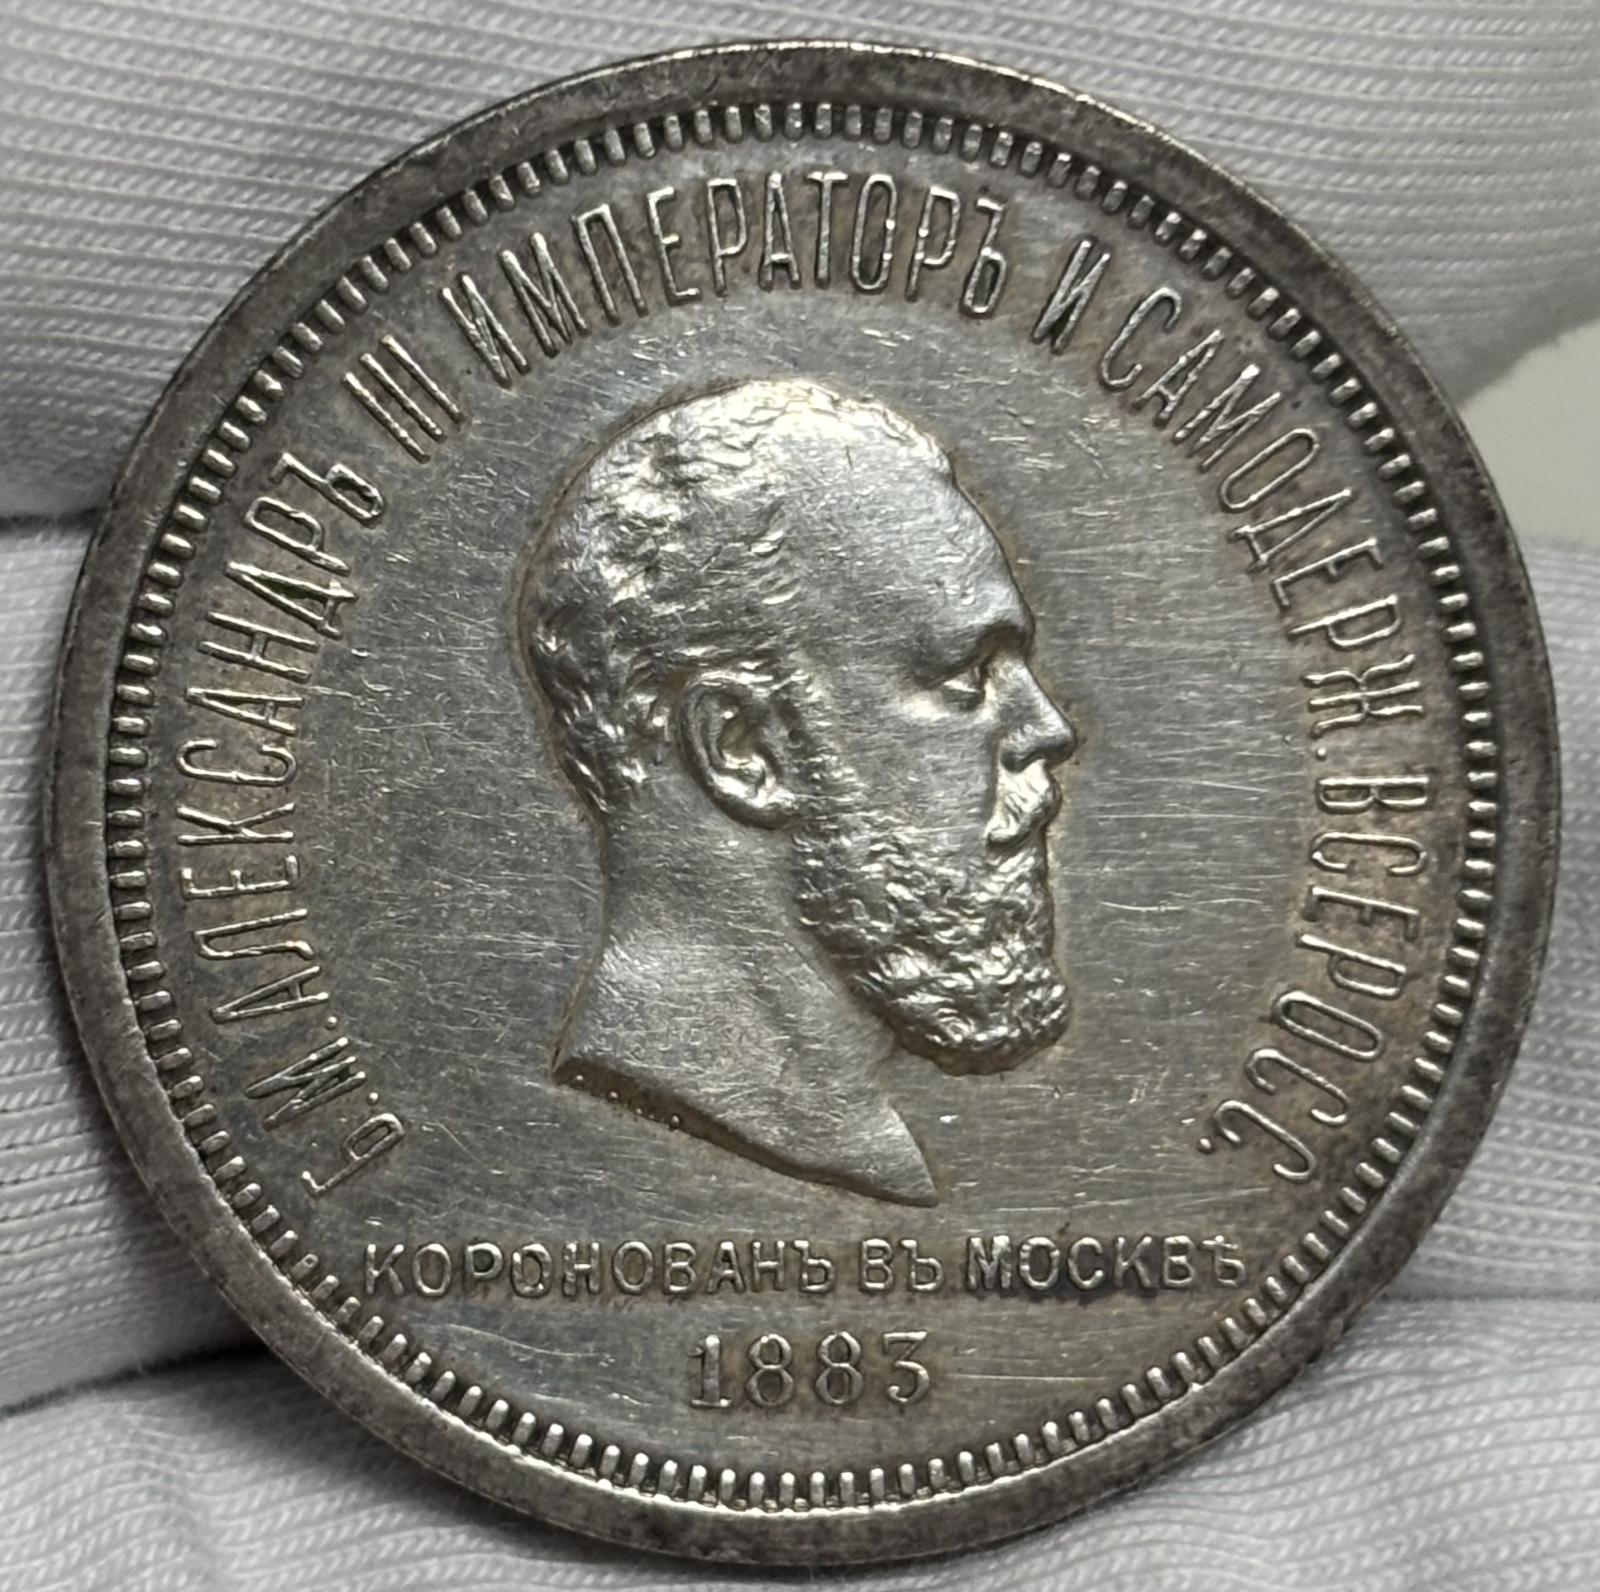 Б.М.АЛЕКСАНДРЪ III ИМПЕРАТОРЪ И САМОДЕРЖ.ВСЕРОСС.
КОРОНОВАНЪ ВЪ МОСКВѢ
1883